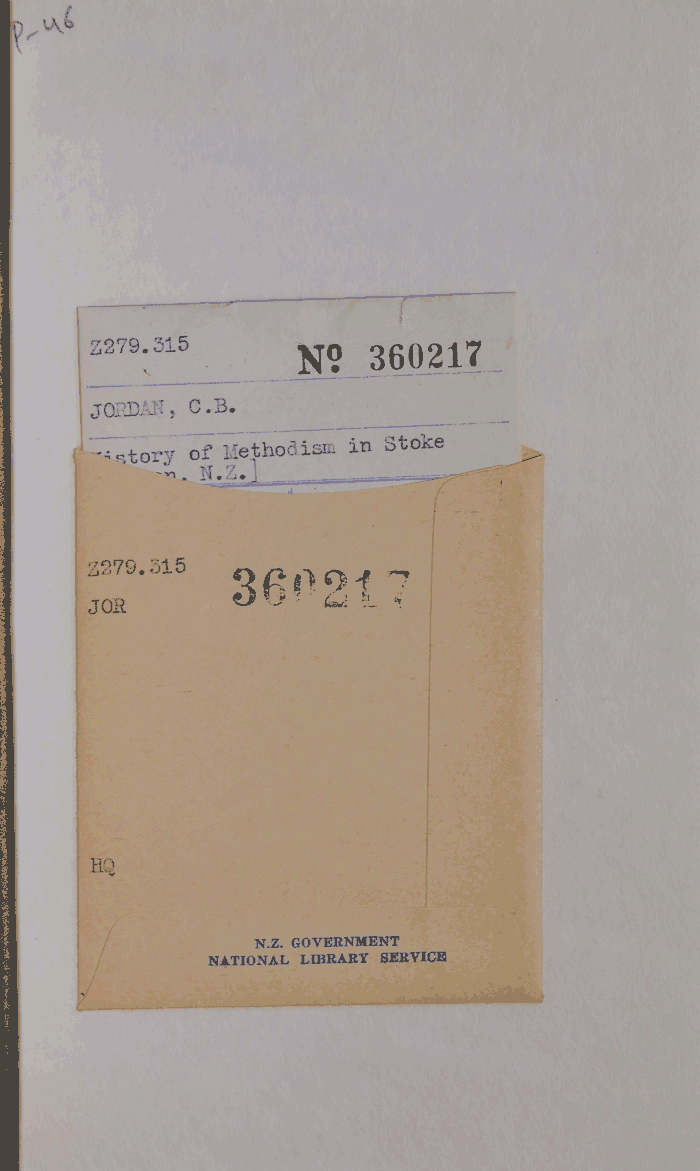 P-46
Z279.315
Nº 360217
JORDAN, C.B.
History of Methodism in Stoke
N.Z.]
Z279.315
360217
JOR
HQ
N.Z. GOVERNMENT
NATIONAL LIBRARY SERVICE